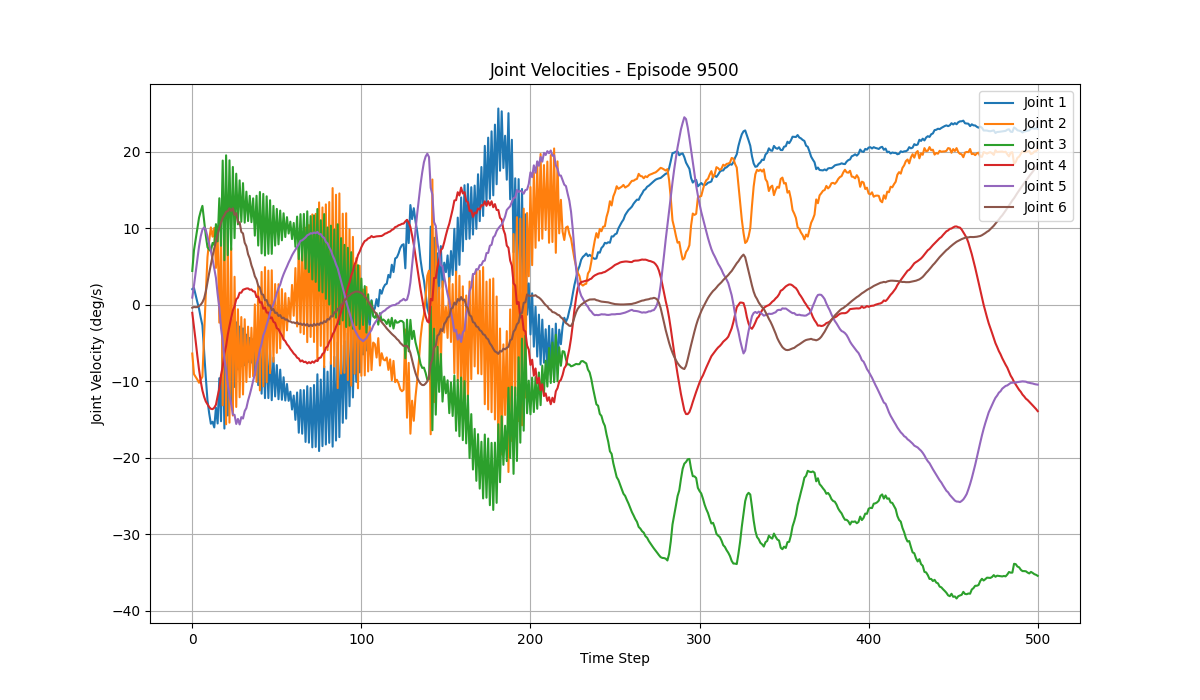 Joint Velocities - Episode 9500
Joint 1
Joint 2
Joint 3
Joint 4
Joint 5
Joint 6
20
10
0
−10
−20
−30
−40
Joint Velocity (deg/s)
0
100
200
300
400
500
Time Step